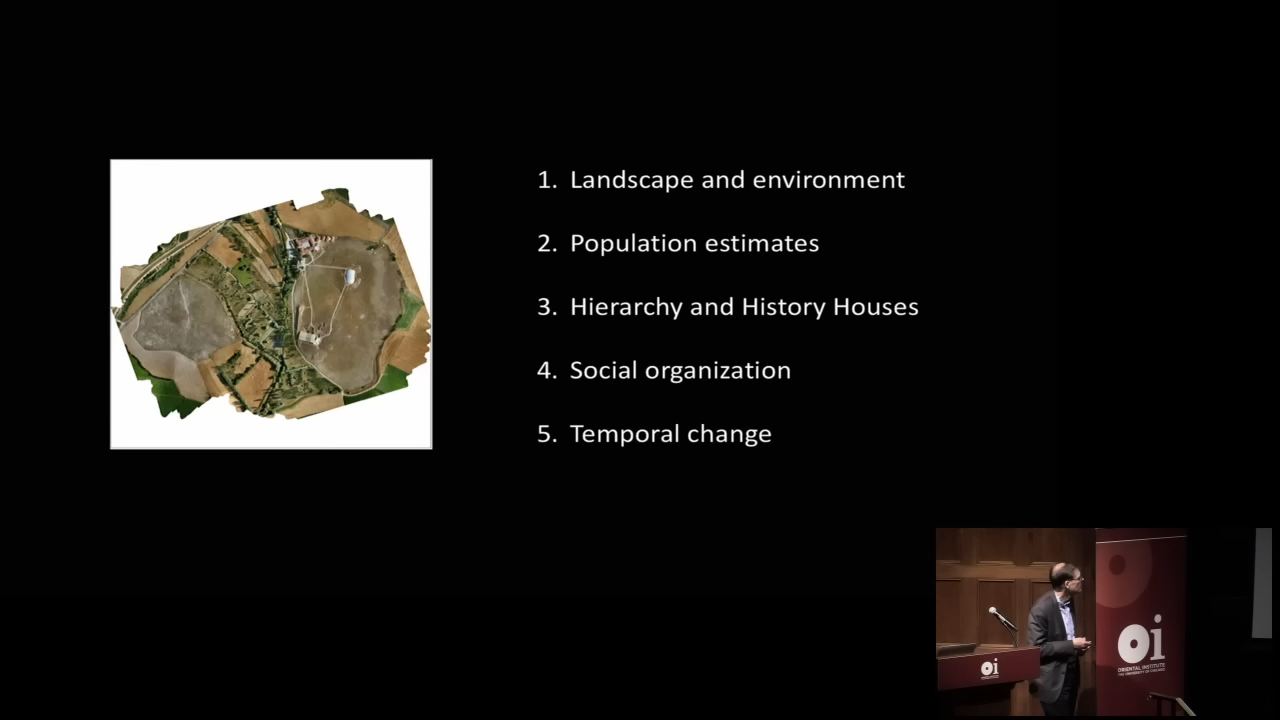 1. Landscape and environment
2. Population estimates
3. Hierarchy and History Houses
4. Social organization
5. Temporal change
oi
oi
ORIENTAL INSTITUTE
THE UNIVERSITY OF CHICAGO